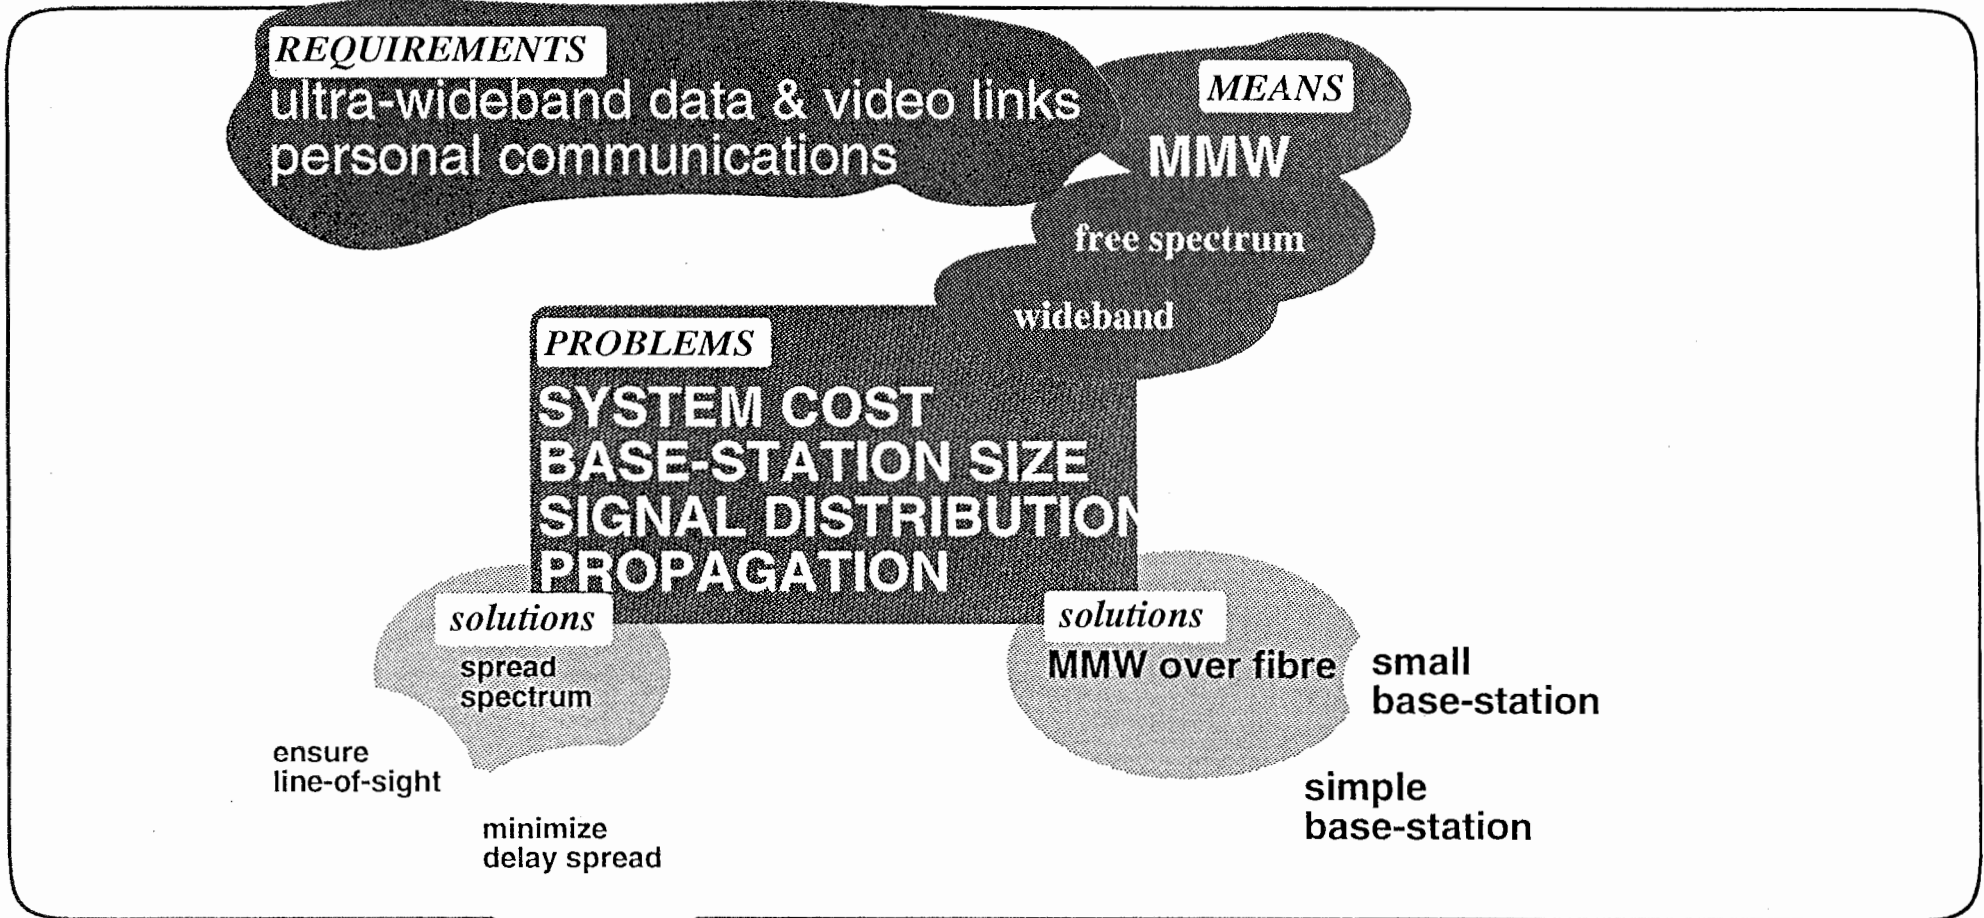 REQUIREMENTS
ultra-wideband data & video links
personal communications
MEANS
MMW
free spectrum
wideband
PROBLEMS
SYSTEM COST
BASE-STATION SIZE
SIGNAL DISTRIBUTION
PROPAGATION
solutions
spread
spectrum
ensure
line-of-sight
minimize
delay spread
solutions
MMW over fibre
small
base-station
simple
base-station